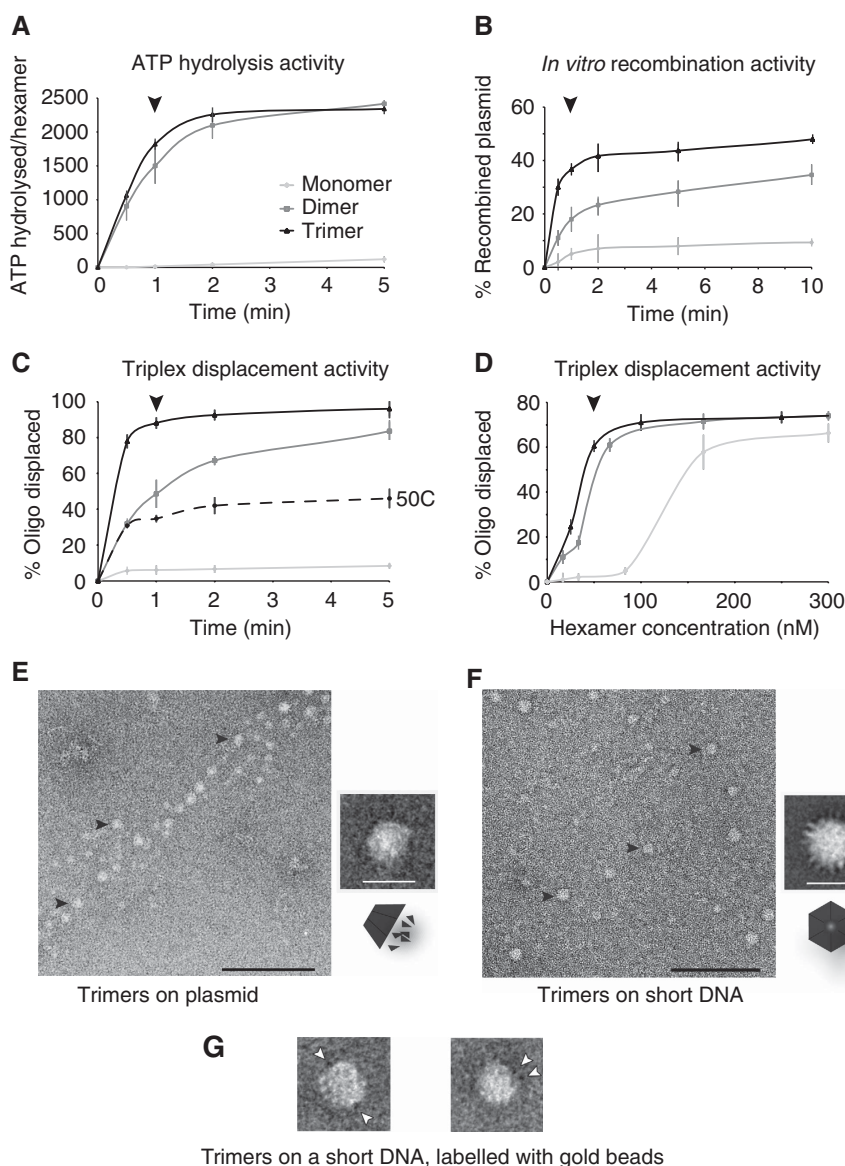 A
ATP hydrolysis activity
ATP hydrolysed/hexamer
2500
2000
1500
1000
500
0
Monomer
Dimer
Trimer
0 1 2 3 4 5
Time (min)
B
In vitro recombination activity
% Recombined plasmid
60
40
20
0
0 2 4 6 8 10
Time (min)
C
Triplex displacement activity
% Oligo displaced
100
80
60
40
20
0
50C
0 1 2 3 4 5
Time (min)
D
Triplex displacement activity
% Oligo displaced
80
60
40
20
0
0 100 200 300
Hexamer concentration (nM)
E
Trimers on plasmid
F
Trimers on short DNA
G
Trimers on a short DNA, labelled with gold beads